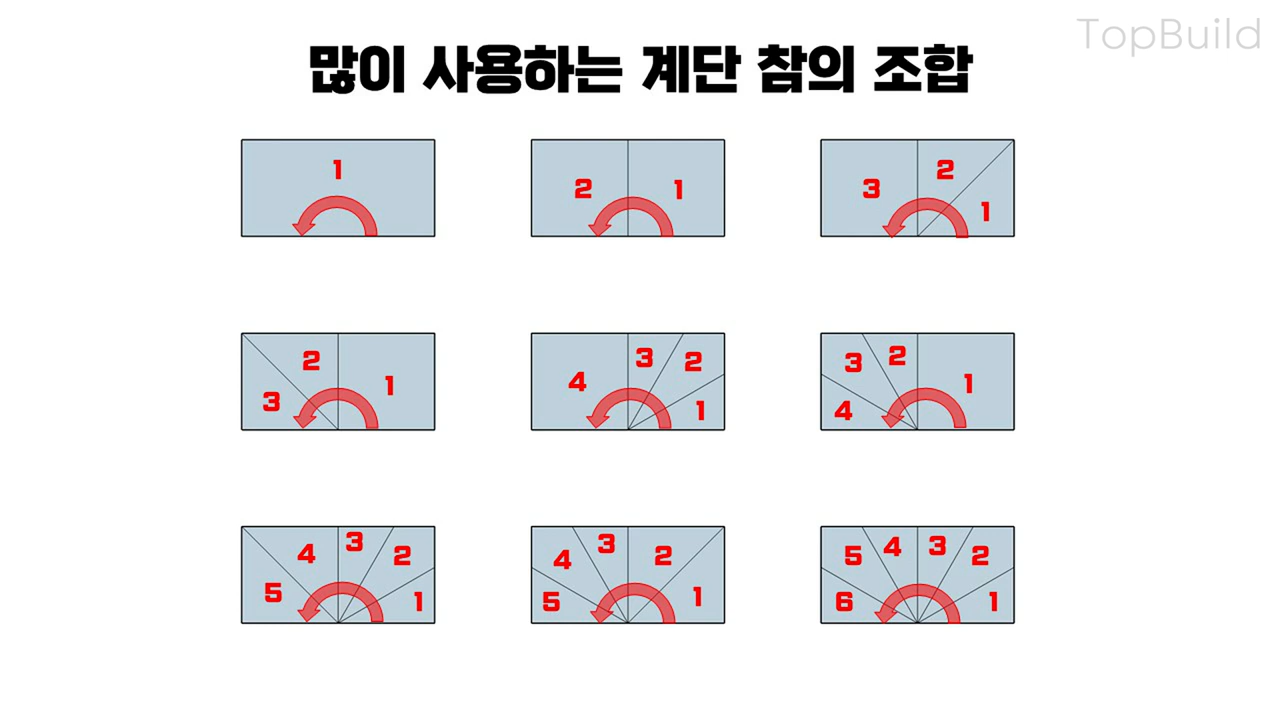 TopBuild
많이 사용하는 계단 참의 조합
1
2 1
3 2 1
3 2 1
4 3 2 1
4 3 2 1
5 4 3 2 1
5 4 3 2 1
6 5 4 3 2 1